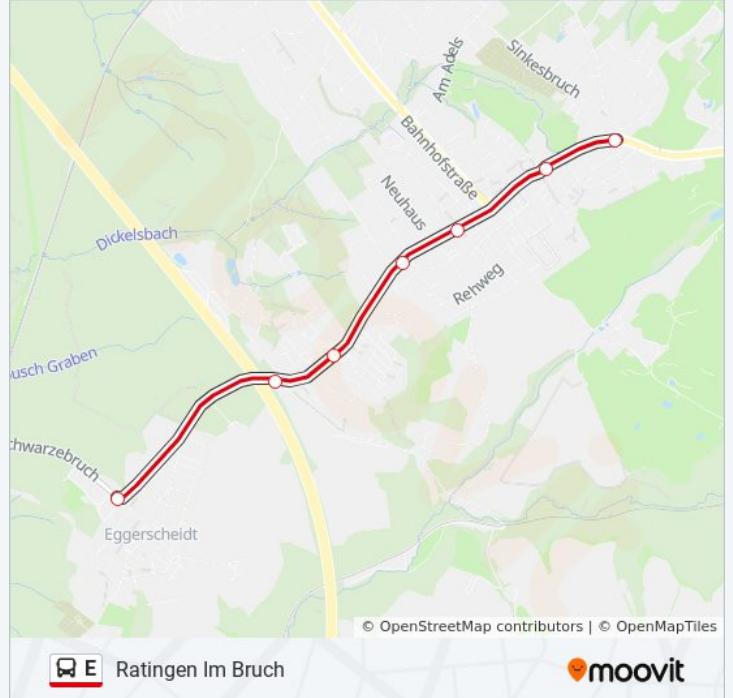 Am Adels
Sinkesbruch
Bahnhofstraße
Neuhaus
Dickelsbach
Rehweg
usch Graben
chwarzebruch
Eggerscheidt
© OpenStreetMap contributors | © OpenMapTiles
E Ratingen Im Bruch
moovit